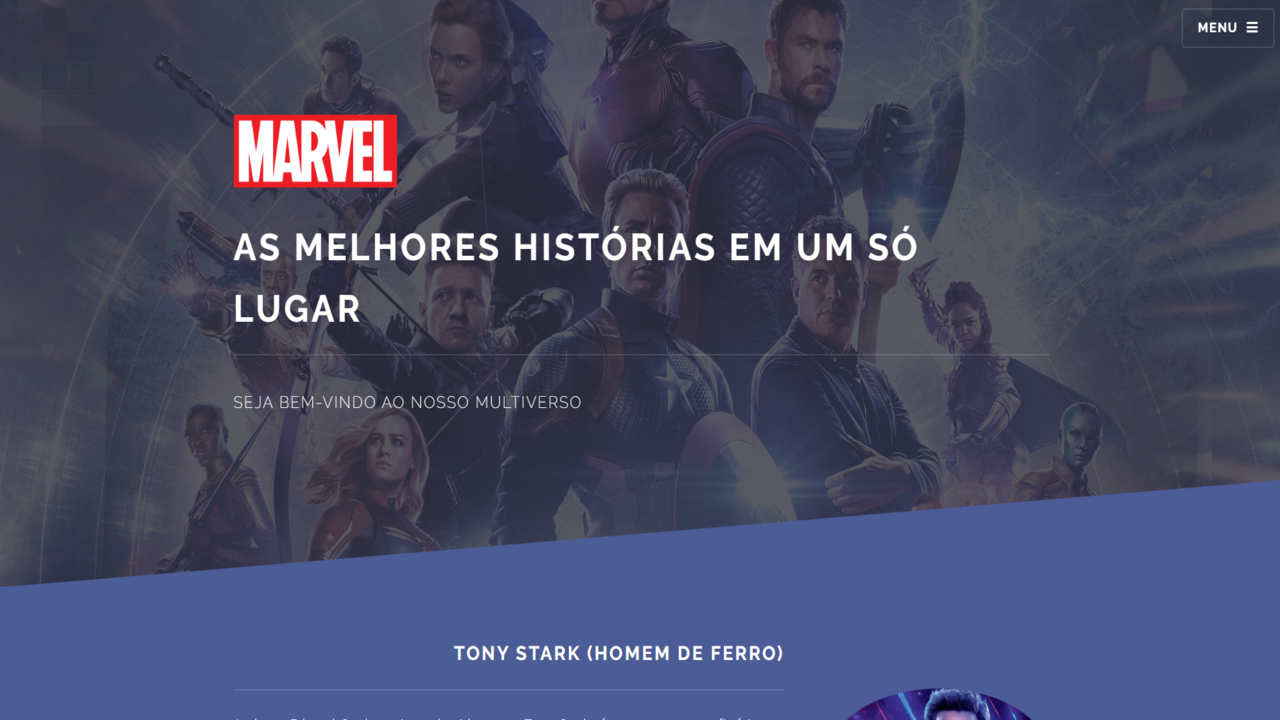 MENU
MARVEL
AS MELHORES HISTÓRIAS EM UM SÓ
LUGAR
SEJA BEM-VINDO AO NOSSO MULTIVERSO
TONY STARK (HOMEM DE FERRO)